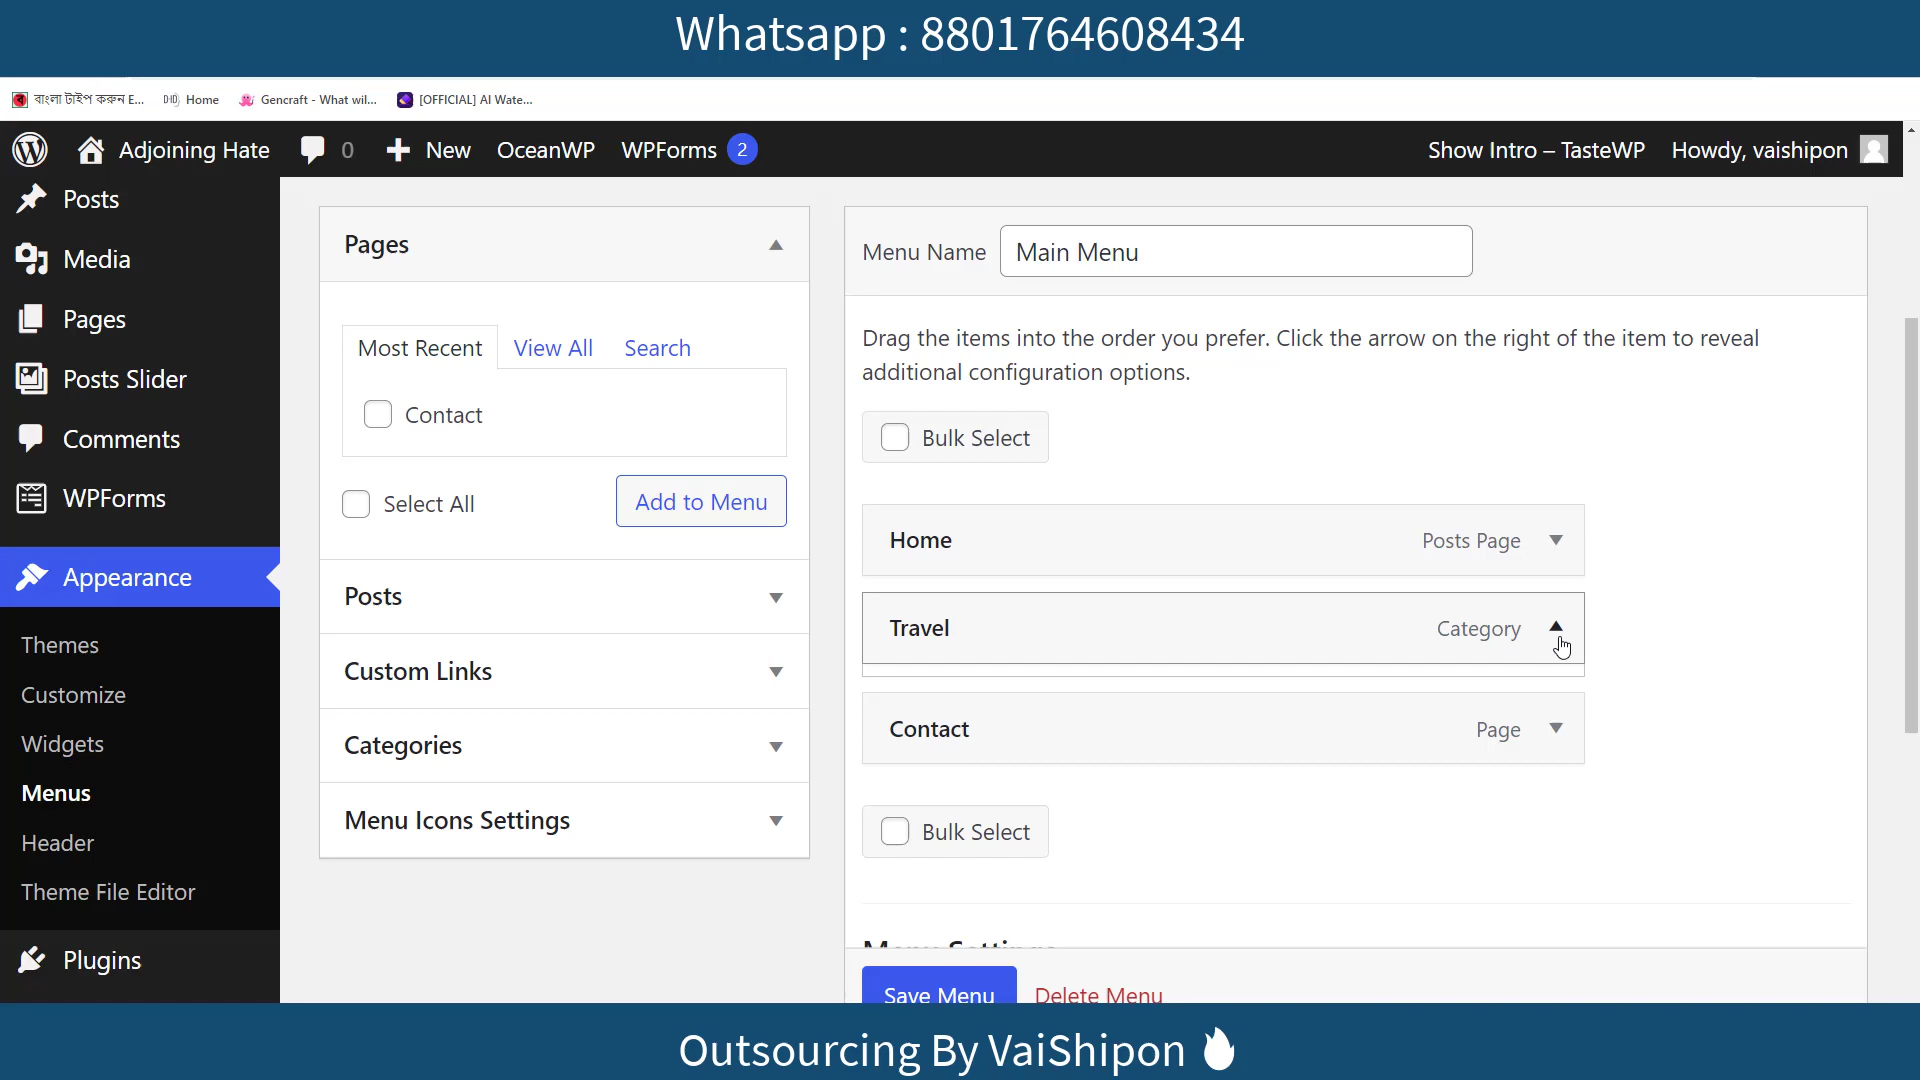 Whatsapp : 8801764608434
বাংলা টাইপ করুন E...
Home
Gencraft - What wil...
[OFFICIAL] AI Wate...
Adjoining Hate
0
New
OceanWP
WPForms 2
Show Intro – TasteWP
Howdy, vaishipon
Posts
Media
Pages
Posts Slider
Comments
WPForms
Appearance
Themes
Customize
Widgets
Menus
Header
Theme File Editor
Plugins
Pages
Most Recent
View All
Search
Contact
Select All
Add to Menu
Posts
Custom Links
Categories
Menu Icons Settings
Menu Name
Main Menu
Drag the items into the order you prefer. Click the arrow on the right of the item to reveal
additional configuration options.
Bulk Select
Home
Posts Page
Travel
Category
Contact
Page
Bulk Select
Menu Settings
Save Menu
Delete Menu
Outsourcing By VaiShipon